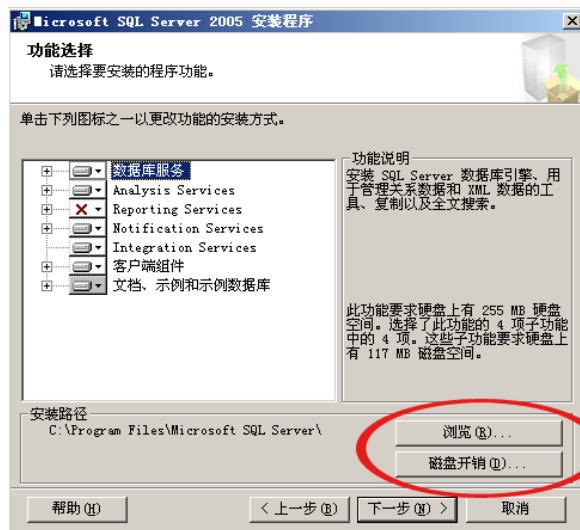 Microsoft SQL Server 2005 安装程序
功能选择
请选择要安装的程序功能。
单击下列图标之一以更改功能的安装方式。
数据库服务
Analysis Services
Reporting Services
Notification Services
Integration Services
客户端组件
文档、示例和示例数据库
功能说明
安装 SQL Server 数据库引擎、用
于管理关系数据和 XML 数据的工
具、复制以及全文搜索。
此功能要求硬盘上有 255 MB 硬盘
空间。选择了此功能的 4 项子功能
中的 4 项。这些子功能要求硬盘上
有 117 MB 磁盘空间。
安装路径
C:\Program Files\Microsoft SQL Server\
浏览(R)...
磁盘开销(D)...
帮助(H)
< 上一步(B)
下一步(N) >
取消